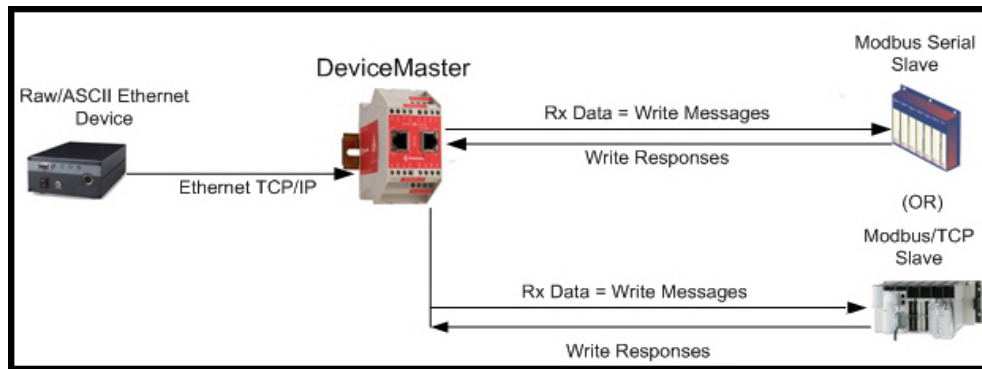 Raw/ASCII Ethernet
Device
Ethernet TCP/IP
DeviceMaster
Rx Data = Write Messages
Write Responses
Modbus Serial
Slave
(OR)
Modbus/TCP
Slave
Rx Data = Write Messages
Write Responses